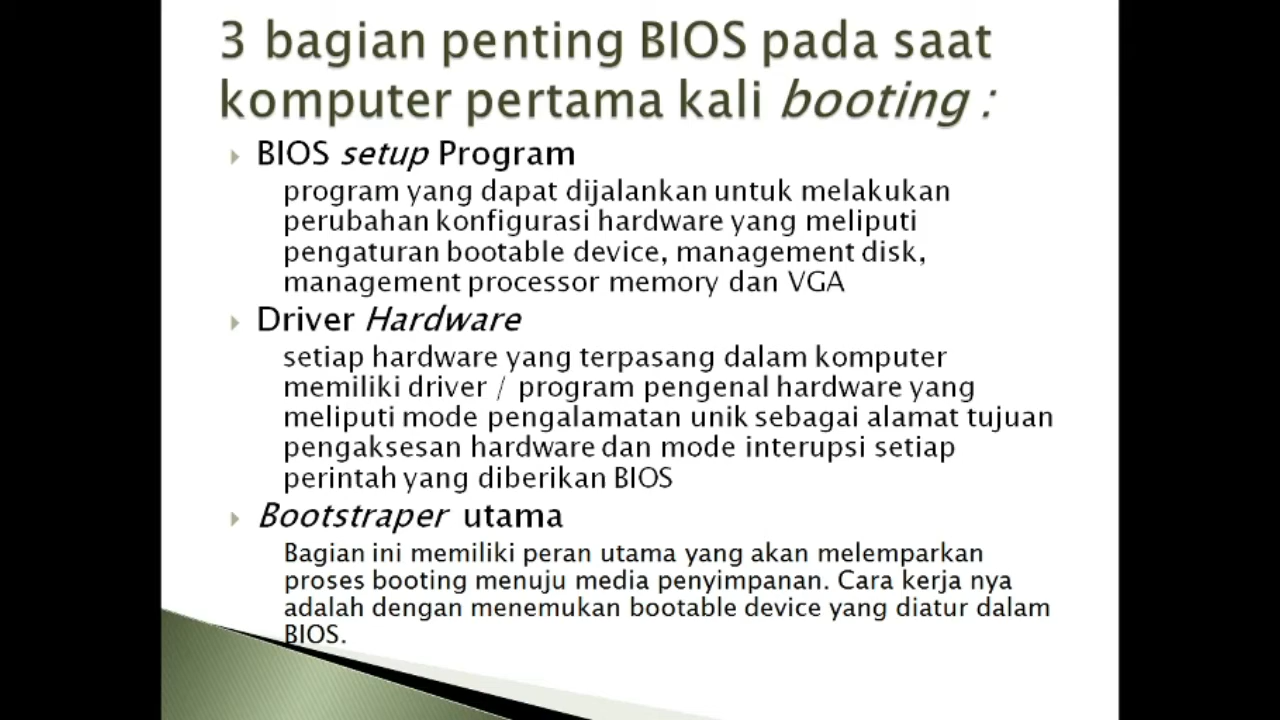 3 bagian penting BIOS pada saat
komputer pertama kali booting :
BIOS setup Program
program yang dapat dijalankan untuk melakukan
perubahan konfigurasi hardware yang meliputi
pengaturan bootable device, management disk,
management processor memory dan VGA
Driver Hardware
setiap hardware yang terpasang dalam komputer
memiliki driver / program pengenal hardware yang
meliputi mode pengalamatan unik sebagai alamat tujuan
pengaksesan hardware dan mode interupsi setiap
perintah yang diberikan BIOS
Bootstraper utama
Bagian ini memiliki peran utama yang akan melemparkan
proses booting menuju media penyimpanan. Cara kerja nya
adalah dengan menemukan bootable device yang diatur dalam
BIOS.